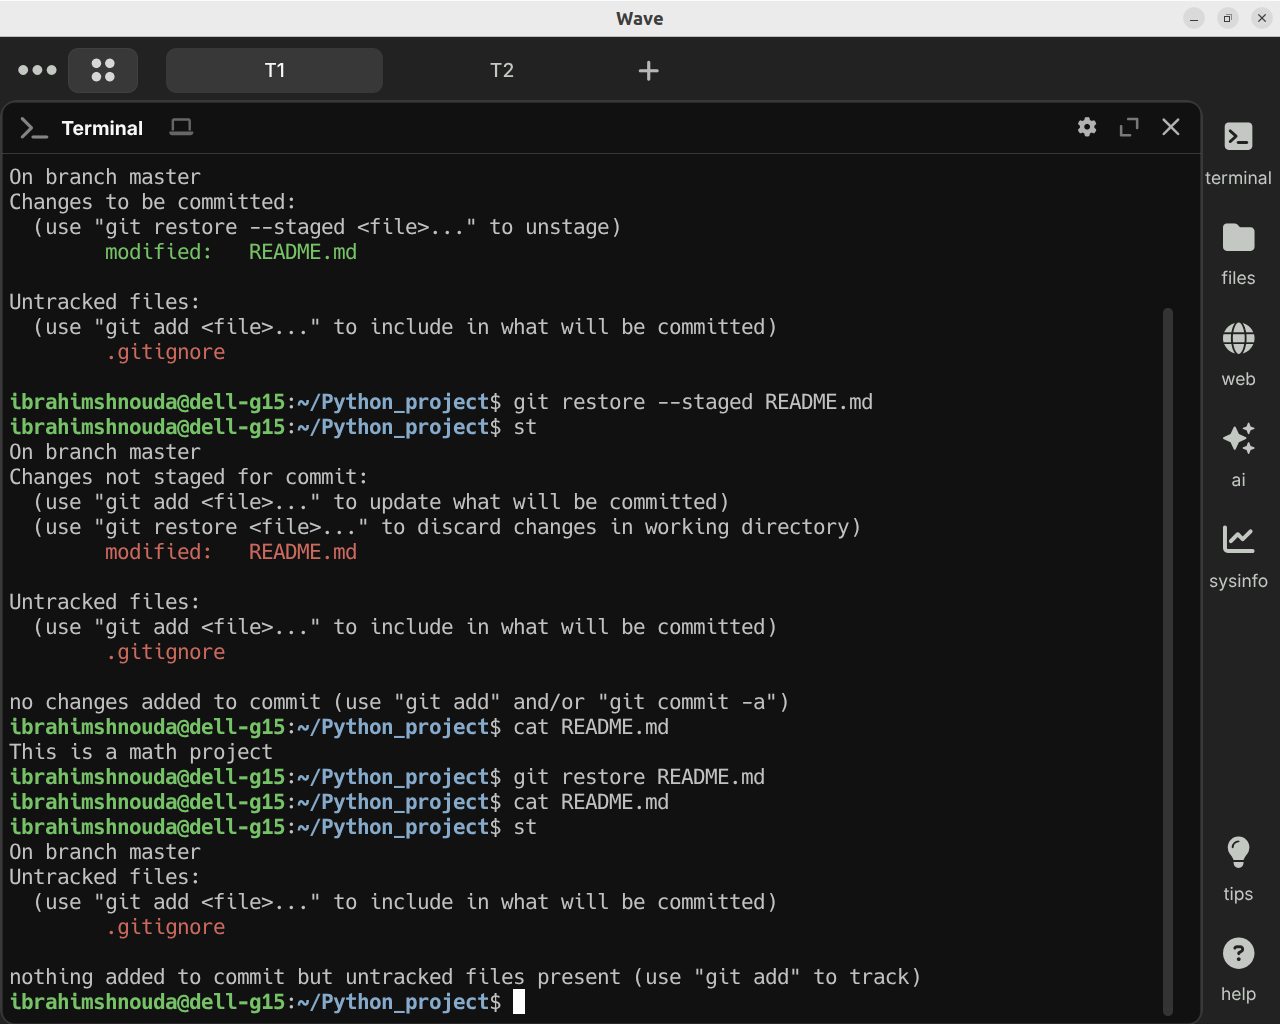 Wave
T1
T2
Terminal
On branch master
Changes to be committed:
  (use "git restore --staged <file>..." to unstage)
        modified:   README.md
Untracked files:
  (use "git add <file>..." to include in what will be committed)
        .gitignore
ibrahimshnouda@dell-g15:~/Python_project$ git restore --staged README.md
ibrahimshnouda@dell-g15:~/Python_project$ st
On branch master
Changes not staged for commit:
  (use "git add <file>..." to update what will be committed)
  (use "git restore <file>..." to discard changes in working directory)
        modified:   README.md
Untracked files:
  (use "git add <file>..." to include in what will be committed)
        .gitignore
no changes added to commit (use "git add" and/or "git commit -a")
ibrahimshnouda@dell-g15:~/Python_project$ cat README.md
This is a math project
ibrahimshnouda@dell-g15:~/Python_project$ git restore README.md
ibrahimshnouda@dell-g15:~/Python_project$ cat README.md
ibrahimshnouda@dell-g15:~/Python_project$ st
On branch master
Untracked files:
  (use "git add <file>..." to include in what will be committed)
        .gitignore
nothing added to commit but untracked files present (use "git add" to track)
ibrahimshnouda@dell-g15:~/Python_project$
terminal
files
web
ai
sysinfo
tips
help